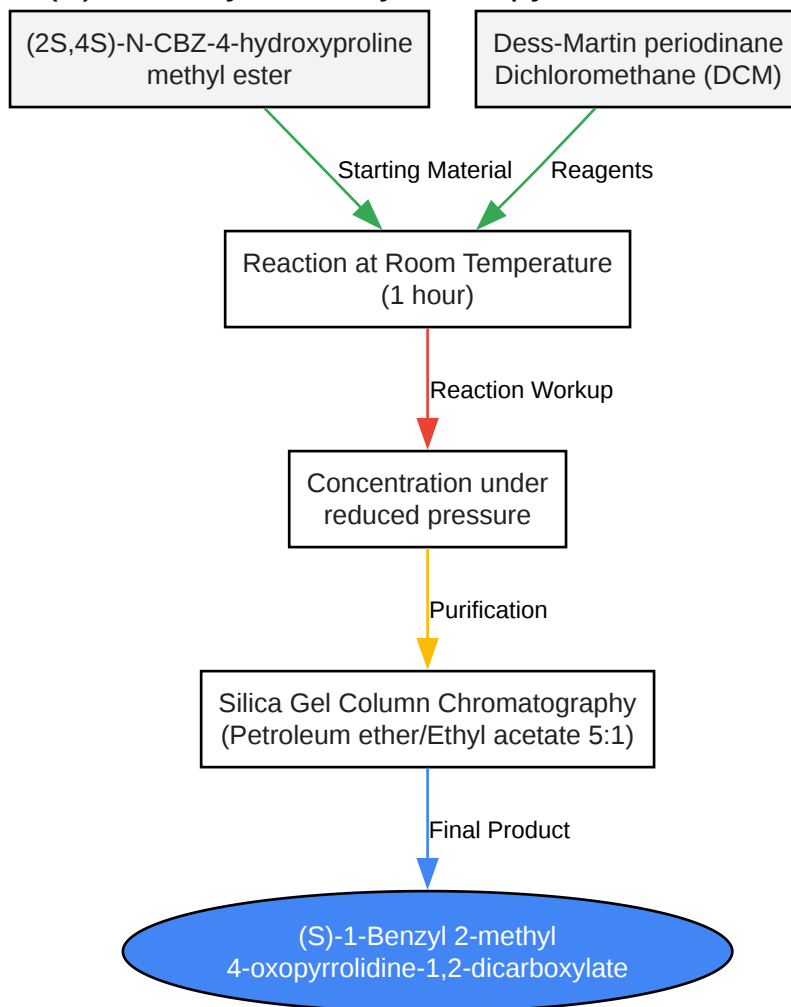 (2S,4S)-N-CBZ-4-hydroxyproline
methyl ester
Dess-Martin periodinane
Dichloromethane (DCM)
Starting Material
Reagents
Reaction at Room Temperature
(1 hour)
Reaction Workup
Concentration under
reduced pressure
Purification
Silica Gel Column Chromatography
(Petroleum ether/Ethyl acetate 5:1)
Final Product
(S)-1-Benzyl 2-methyl
4-oxopyrrolidine-1,2-dicarboxylate